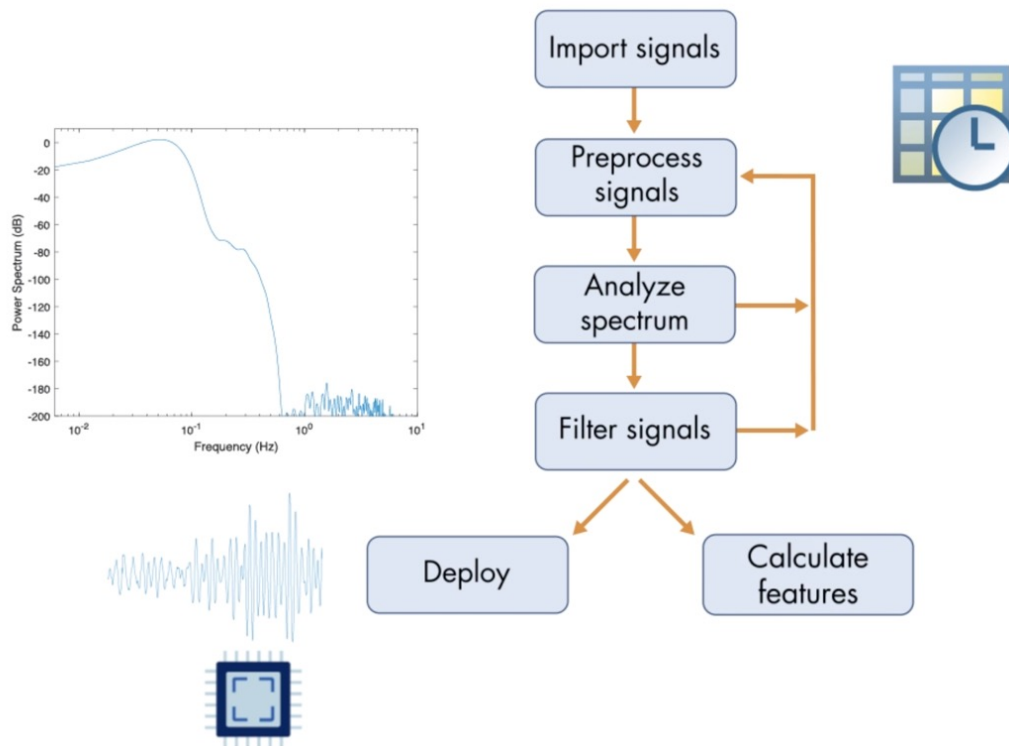 Import signals
Preprocess
signals
Analyze
spectrum
Filter signals
Deploy
Calculate
features
Power Spectrum (dB)
0
-20
-40
-60
-80
-100
-120
-140
-160
-180
-200
10-2
10-1
100
101
Frequency (Hz)